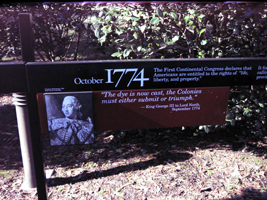 October 1774
The First Continental Congress declares that
Americans are entitled to the rights of "life,
liberty, and property."
"The dye is now cast, the Colonies
must either submit or triumph."
— King George III to Lord North,
September 1774